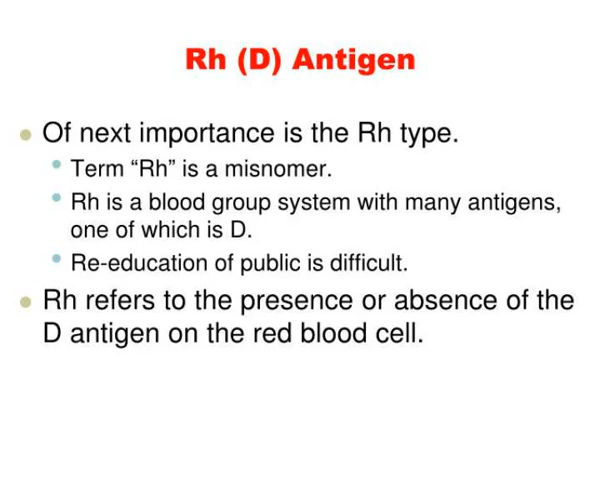 Rh (D) Antigen
Of next importance is the Rh type.
Term “Rh” is a misnomer.
Rh is a blood group system with many antigens,
one of which is D.
Re-education of public is difficult.
Rh refers to the presence or absence of the
D antigen on the red blood cell.